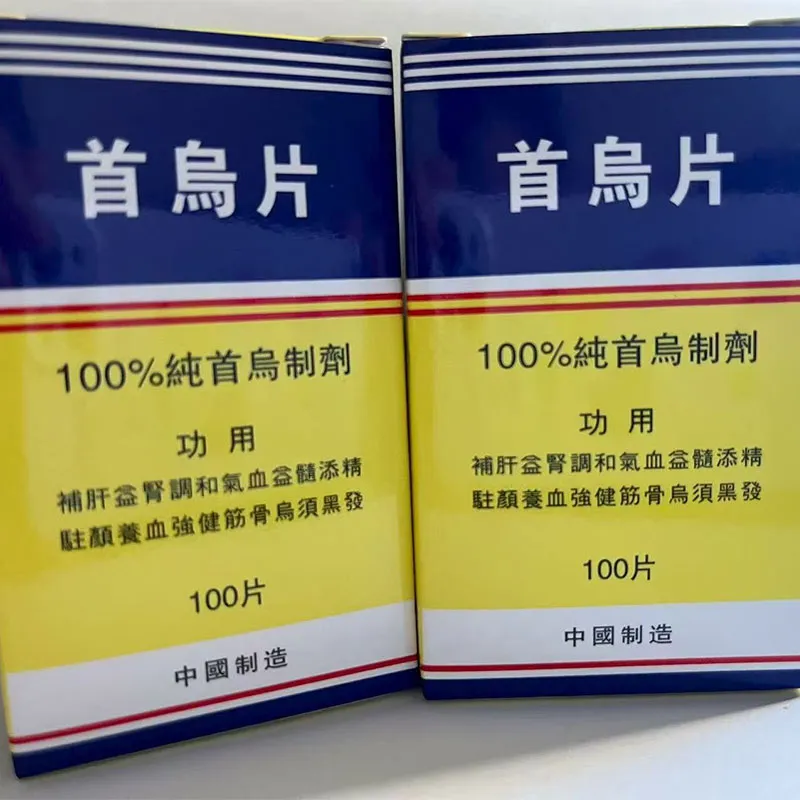 首烏片
100%純首烏制劑
功用
補肝益腎調和氣血益髓添精
駐顏養血強健筋骨烏須黑發
100片
中國制造
首烏片
100%純首烏制劑
功用
補肝益腎調和氣血益髓添精
駐顏養血強健筋骨烏須黑發
100片
中國制造